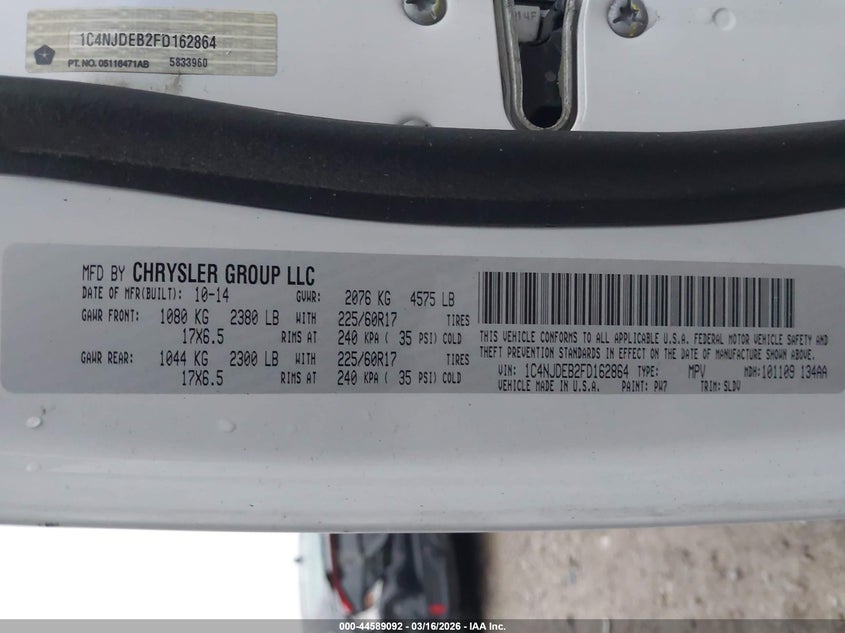 1C4NJDEB2FD162864
PT. NO. 05116471AB 5833960
MFD BY CHRYSLER GROUP LLC
DATE OF MFR(BUILT): 10-14 GVWR: 2076 KG 4575 LB
GAWR FRONT: 1080 KG 2380 LB WITH 225/60R17 TIRES
17X6.5 RIMS AT 240 KPA ( 35 PSI) COLD
GAWR REAR: 1044 KG 2300 LB WITH 225/60R17 TIRES
17X6.5 RIMS AT 240 KPA ( 35 PSI) COLD
THIS VEHICLE CONFORMS TO ALL APPLICABLE U.S.A. FEDERAL MOTOR VEHICLE SAFETY AND
THEFT PREVENTION STANDARDS IN EFFECT ON THE DATE OF MANUFACTURE SHOWN ABOVE.
VIN: 1C4NJDEB2FD162864 TYPE: MPV MDH: 101109 134AA
VEHICLE MADE IN U.S.A. PAINT: PW7 TRIM: SLDV
000-44589092 - 03/16/2026 - IAA Inc.